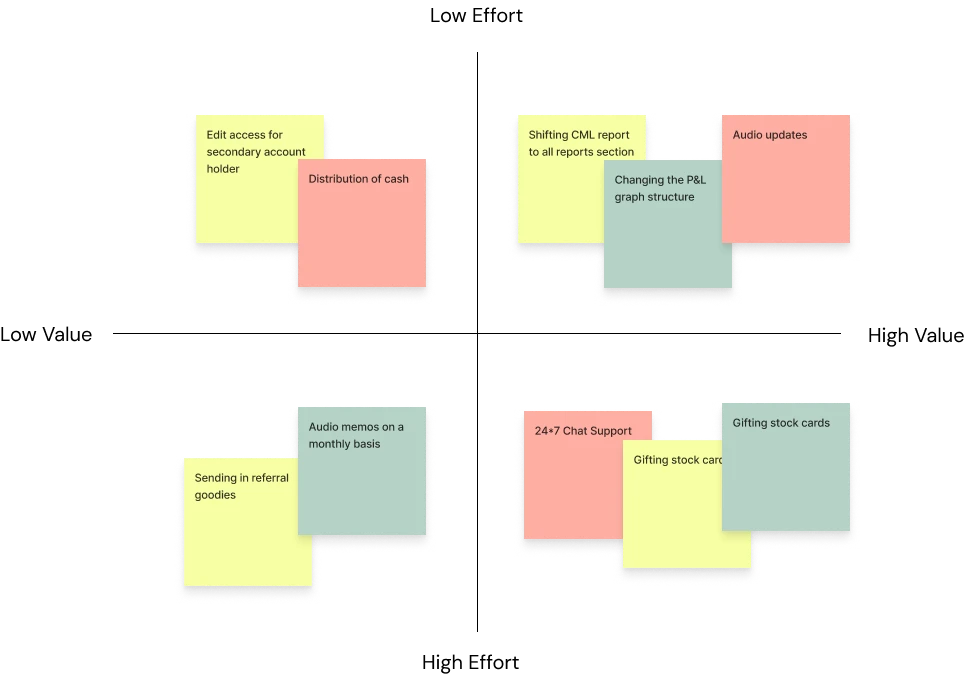 Low Effort
Edit access for
secondary account
holder
Distribution of cash
Shifting CML report
to all reports section
Changing the P&L
graph structure
Audio updates
Low Value
High Value
Audio memos on a
monthly basis
Sending in referral
goodies
24*7 Chat Support
Gifting stock card
Gifting stock cards
High Effort